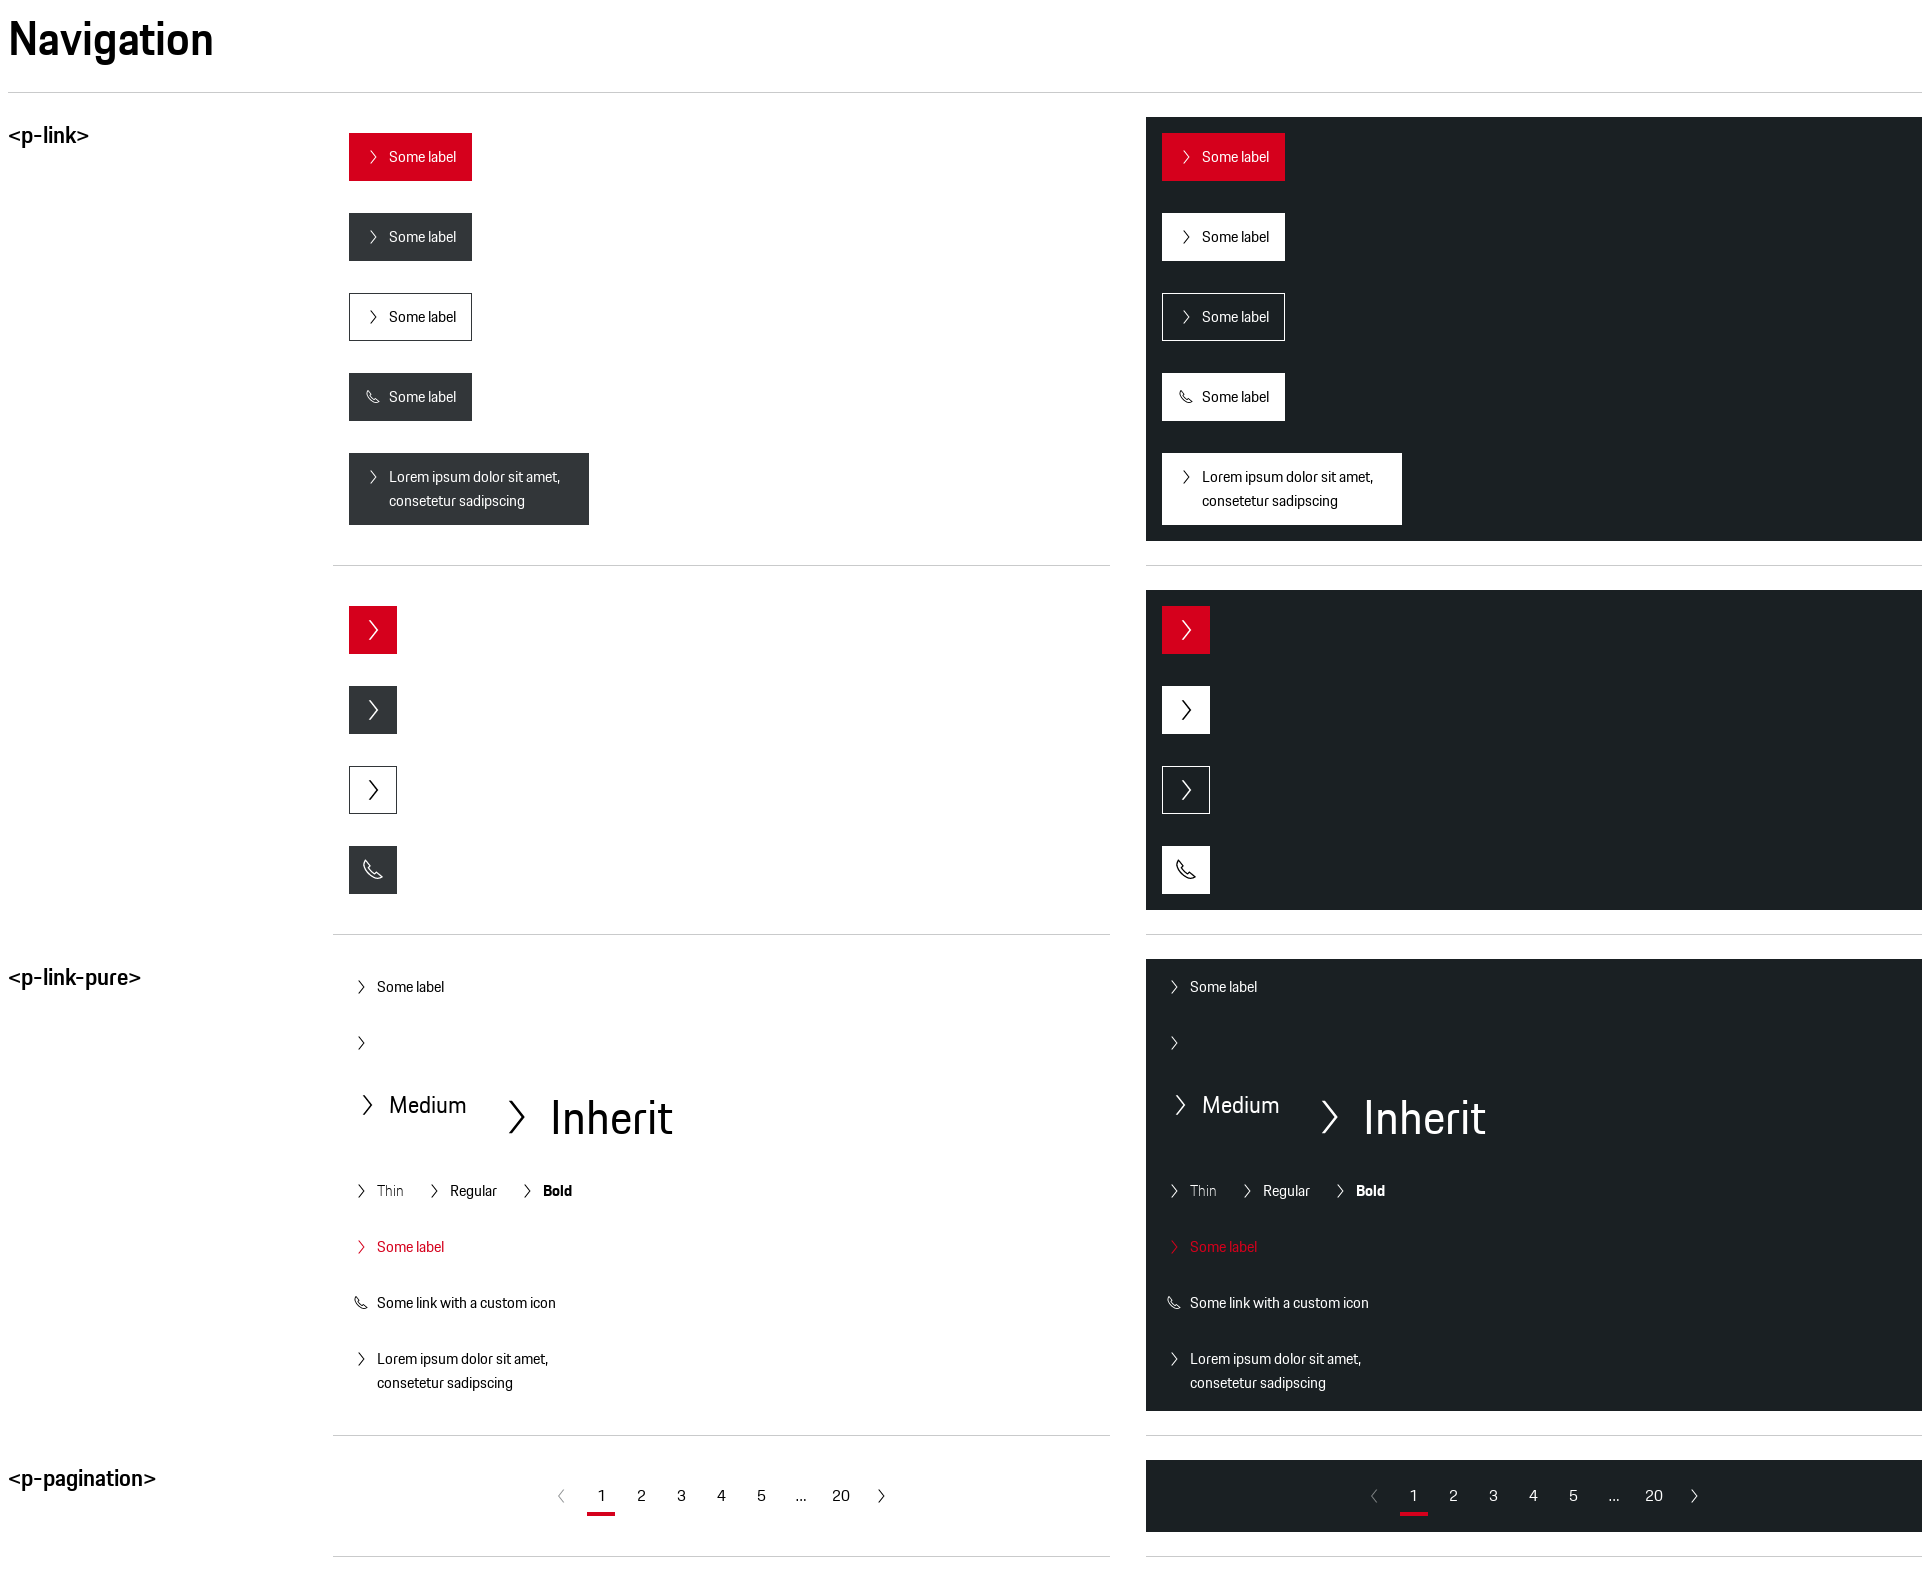 Navigation
<p-link>
Some label
Some label
Some label
Some label
Lorem ipsum dolor sit amet,
consetetur sadipscing
Some label
Some label
Some label
Some label
Lorem ipsum dolor sit amet,
consetetur sadipscing
<p-link-pure>
Some label
Medium Inherit
Thin Regular Bold
Some label
Some link with a custom icon
Lorem ipsum dolor sit amet,
consetetur sadipscing
Some label
Medium Inherit
Thin Regular Bold
Some label
Some link with a custom icon
Lorem ipsum dolor sit amet,
consetetur sadipscing
<p-pagination>
1 2 3 4 5 ... 20
1 2 3 4 5 ... 20